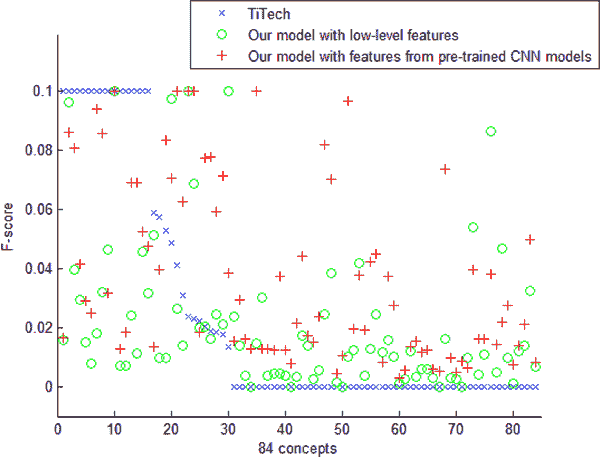 TiTech
Our model with low-level features
Our model with features from pre-trained CNN models
0.1
0.08
0.06
0.04
0.02
0
F-score
0 10 20 30 40 50 60 70 80
84 concepts